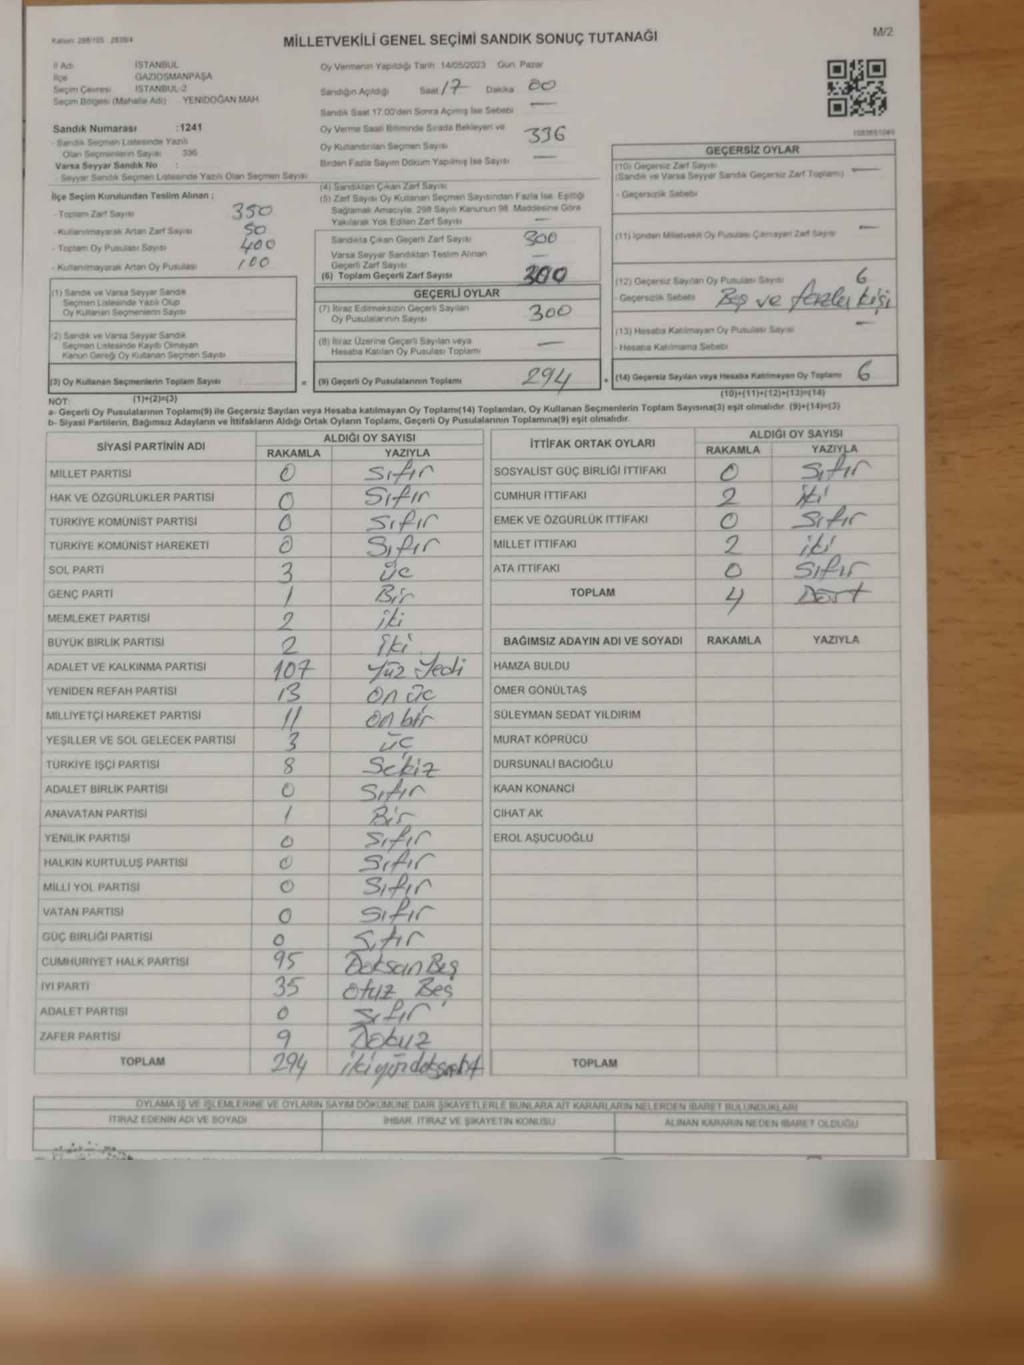 MİLLETVEKİLİ GENEL SEÇİMİ SANDIK SONUÇ TUTANAĞI
M/2
İl Adı İSTANBUL
İlçe GAZİOSMANPAŞA
Seçim Çevresi İSTANBUL-2
Seçim Bölgesi (Mahalle Adı) YENİDOĞAN MAH
Sandık Numarası :1241
- Sandık Seçmen Listesinde Yazılı
Olan Seçmenlerin Sayısı : 336
Varsa Seyyar Sandık No :
- Seyyar Sandık Seçmen Listesinde Yazılı Olan Seçmen Sayısı
İlçe Seçim Kurulundan Teslim Alınan ;
- Toplam Zarf Sayısı 350
- Kullanılmayarak Artan Zarf Sayısı 50
- Toplam Oy Pusulası Sayısı 400
- Kullanılmayarak Artan Oy Pusulası 100
(1) Sandık ve Varsa Seyyar Sandık
Seçmen Listesinde Yazılı Olup
Oy Kullanan Seçmenlerin Sayısı
(2) Sandık ve Varsa Seyyar Sandık
Seçmen Listesinde Kayıtlı Olmayan
Kanun Gereği Oy Kullanan Seçmen Sayısı
(3) Oy Kullanan Seçmenlerin Toplam Sayısı
(1)+(2)=(3)
Oy Vermenin Yapıldığı Tarih: 14/05/2023 Gün: Pazar
Sandığın Açıldığı Saat 17 Dakika 00
Sandık Saat 17:00'den Sonra Açılmış İse Sebebi —
Oy Verme Saati Bitiminde Sırada Bekleyen ve
Oy Kullandırılan Seçmen Sayısı 336
Birden Fazla Sayım Döküm Yapılmış İse Sayısı —
(4) Sandıktan Çıkan Zarf Sayısı
(5) Zarf Sayısı Oy Kullanan Seçmen Sayısından Fazla İse, Eşitliği
Sağlamak Amacıyla, 298 Sayılı Kanunun 98. Maddesine Göre
Yakılarak Yok Edilen Zarf Sayısı —
Sandıkta Çıkan Geçerli Zarf Sayısı 300
Varsa Seyyar Sandıktan Teslim Alınan
Geçerli Zarf Sayısı —
(6) Toplam Geçerli Zarf Sayısı 300
GEÇERLİ OYLAR
(7) İtiraz Edilmeksizin Geçerli Sayılan
Oy Pusulalarının Sayısı 300
(8) İtiraz Üzerine Geçerli Sayılan veya
Hesaba Katılan Oy Pusulası Toplamı —
= (9) Geçerli Oy Pusulalarının Toplamı 294
GEÇERSİZ OYLAR
(10) Geçersiz Zarf Sayısı
(Sandık ve Varsa Seyyar Sandık Geçersiz Zarf Toplamı) —
- Geçersizlik Sebebi
(11) İçinden Milletvekili Oy Pusulası Çıkmayan Zarf Sayısı —
(12) Geçersiz Sayılan Oy Pusulası Sayısı 6
- Geçersizlik Sebebi Beş ve
(13) Hesaba Katılmayan Oy Pusulası Sayısı —
- Hesaba Katılmama Sebebi
+ (14) Geçersiz Sayılan veya Hesaba Katılmayan Oy Toplamı 6
(10)+(11)+(12)+(13)=(14)
NOT:
a- Geçerli Oy Pusulalarının Toplamı(9) ile Geçersiz Sayılan veya Hesaba katılmayan Oy Toplamı(14) Toplamları, Oy Kullanan Seçmenlerin Toplam Sayısına(3) eşit olmalıdır. (9)+(14)=(3)
b- Siyasi Partilerin, Bağımsız Adayların ve İttifakların Aldığı Ortak Oyların Toplamı, Geçerli Oy Pusulalarının Toplamına(9) eşit olmalıdır.
SİYASİ PARTİNİN ADI ALDIĞI OY SAYISI
RAKAMLA YAZIYLA
MİLLET PARTİSİ 0 Sıfır
HAK VE ÖZGÜRLÜKLER PARTİSİ 0 Sıfır
TÜRKİYE KOMÜNİST PARTİSİ 0 Sıfır
TÜRKİYE KOMÜNİST HAREKETİ 0 Sıfır
SOL PARTİ 3 üç
GENÇ PARTİ 1 Bir
MEMLEKET PARTİSİ 2 iki
BÜYÜK BİRLİK PARTİSİ 2 iki
ADALET VE KALKINMA PARTİSİ 107 Yüz Yedi
YENİDEN REFAH PARTİSİ 13 On üç
MİLLİYETÇİ HAREKET PARTİSİ 11 on bir
YEŞİLLER VE SOL GELECEK PARTİSİ 3 üç
TÜRKİYE İŞÇİ PARTİSİ 8 Sekiz
ADALET BİRLİK PARTİSİ 0 Sıfır
ANAVATAN PARTİSİ 1 Bir
YENİLİK PARTİSİ 0 Sıfır
HALKIN KURTULUŞ PARTİSİ 0 Sıfır
MİLLİ YOL PARTİSİ 0 Sıfır
VATAN PARTİSİ 0 Sıfır
GÜÇ BİRLİĞİ PARTİSİ 0 Sıfır
CUMHURİYET HALK PARTİSİ 95 Doksan Beş
İYİ PARTİ 35 Otuz Beş
ADALET PARTİSİ 0 Sıfır
ZAFER PARTİSİ 9 Dokuz
TOPLAM 294
İTTİFAK ORTAK OYLARI ALDIĞI OY SAYISI
RAKAMLA YAZIYLA
SOSYALİST GÜÇ BİRLİĞİ İTTİFAKI 0 Sıfır
CUMHUR İTTİFAKI 2 iki
EMEK VE ÖZGÜRLÜK İTTİFAKI 0 Sıfır
MİLLET İTTİFAKI 2 iki
ATA İTTİFAKI 0 Sıfır
TOPLAM 4 Dört
BAĞIMSIZ ADAYIN ADI VE SOYADI RAKAMLA YAZIYLA
HAMZA BULDU
ÖMER GÖNÜLTAŞ
SÜLEYMAN SEDAT YILDIRIM
MURAT KÖPRÜCÜ
DURSUNALİ BACIOĞLU
KAAN KONANCİ
CİHAT AK
EROL AŞUCUOĞLU
TOPLAM
OYLAMA İŞ VE İŞLEMLERİNE VE OYLARIN SAYIM DÖKÜMÜNE DAİR ŞİKAYETLERLE BUNLARA AİT KARARLARIN NELERDEN İBARET BULUNDUKLARI
İTİRAZ EDENİN ADI VE SOYADI İHBAR, İTİRAZ VE ŞİKAYETİN KONUSU ALINAN KARARIN NEDEN İBARET OLDUĞU